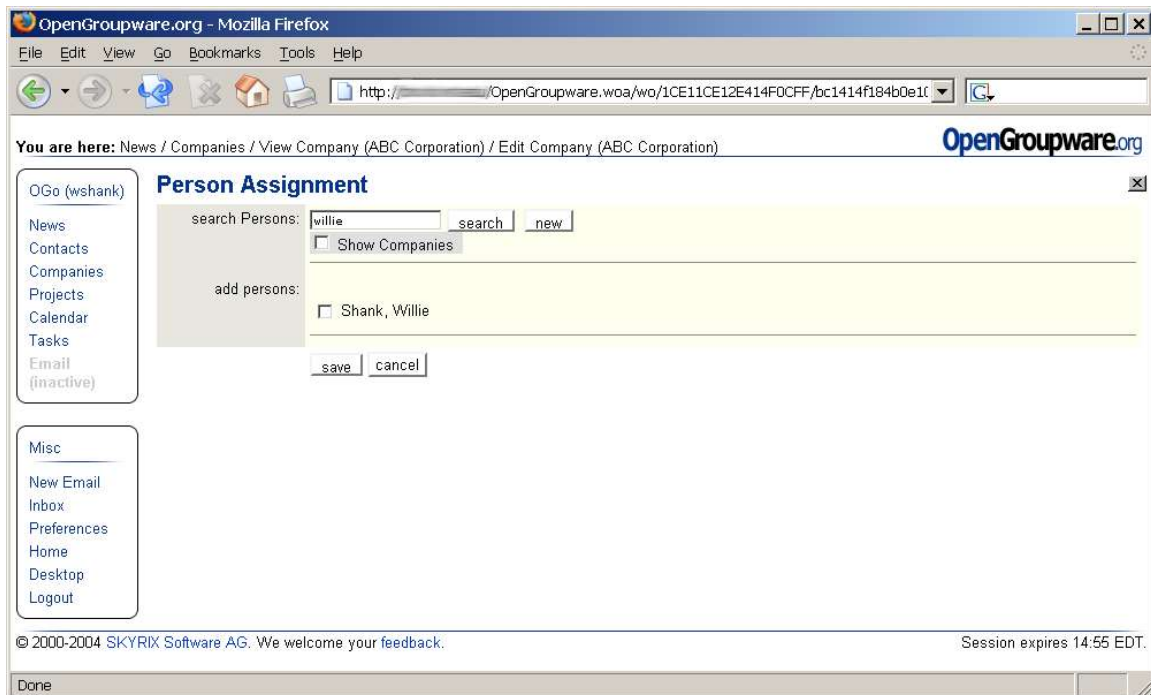 OpenGroupware.org - Mozilla Firefox
File Edit View Go Bookmarks Tools Help
http:// /OpenGroupware.woa/wo/1CE11CE12E414F0CFF/bc1414f184b0e1(
You are here: News / Companies / View Company (ABC Corporation) / Edit Company (ABC Corporation)
OpenGroupware.org
OGo (wshank)
News
Contacts
Companies
Projects
Calendar
Tasks
Email
(inactive)
Misc
New Email
Inbox
Preferences
Home
Desktop
Logout
Person Assignment
search Persons: willie search new
Show Companies
add persons:
Shank, Willie
save cancel
© 2000-2004 SKYRIX Software AG. We welcome your feedback.
Session expires 14:55 EDT.
Done